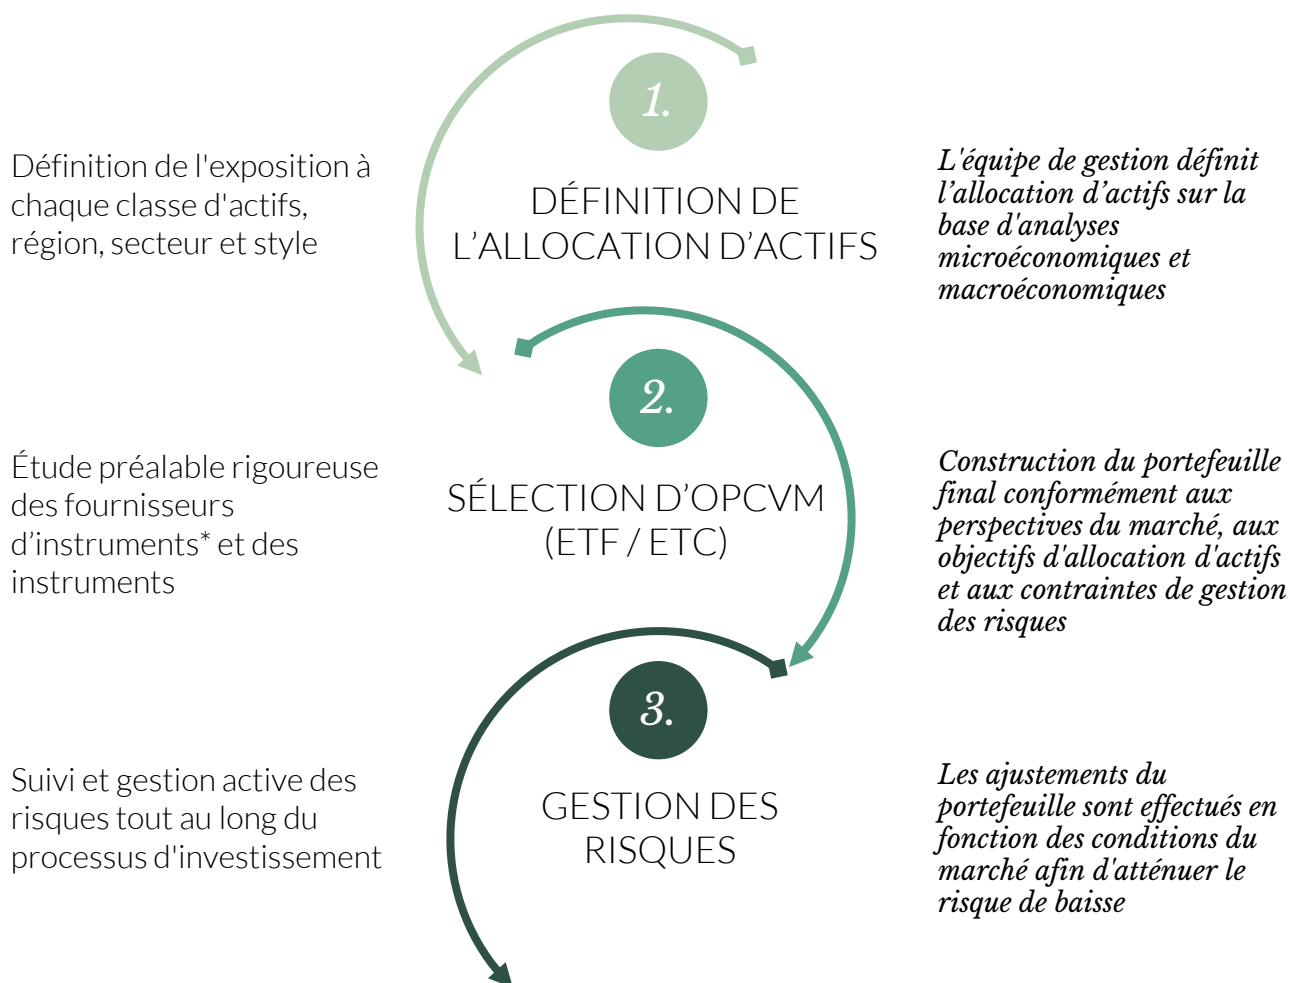 1.
Définition de l'exposition à
chaque classe d'actifs,
région, secteur et style
DÉFINITION DE
L’ALLOCATION D’ACTIFS
L'équipe de gestion définit
l’allocation d’actifs sur la
base d'analyses
microéconomiques et
macroéconomiques
2.
Étude préalable rigoureuse
des fournisseurs
d’instruments* et des
instruments
SÉLECTION D’OPCVM
(ETF / ETC)
Construction du portefeuille
final conformément aux
perspectives du marché, aux
objectifs d'allocation d'actifs
et aux contraintes de gestion
des risques
3.
Suivi et gestion active des
risques tout au long du
processus d'investissement
GESTION DES
RISQUES
Les ajustements du
portefeuille sont effectués en
fonction des conditions du
marché afin d'atténuer le
risque de baisse